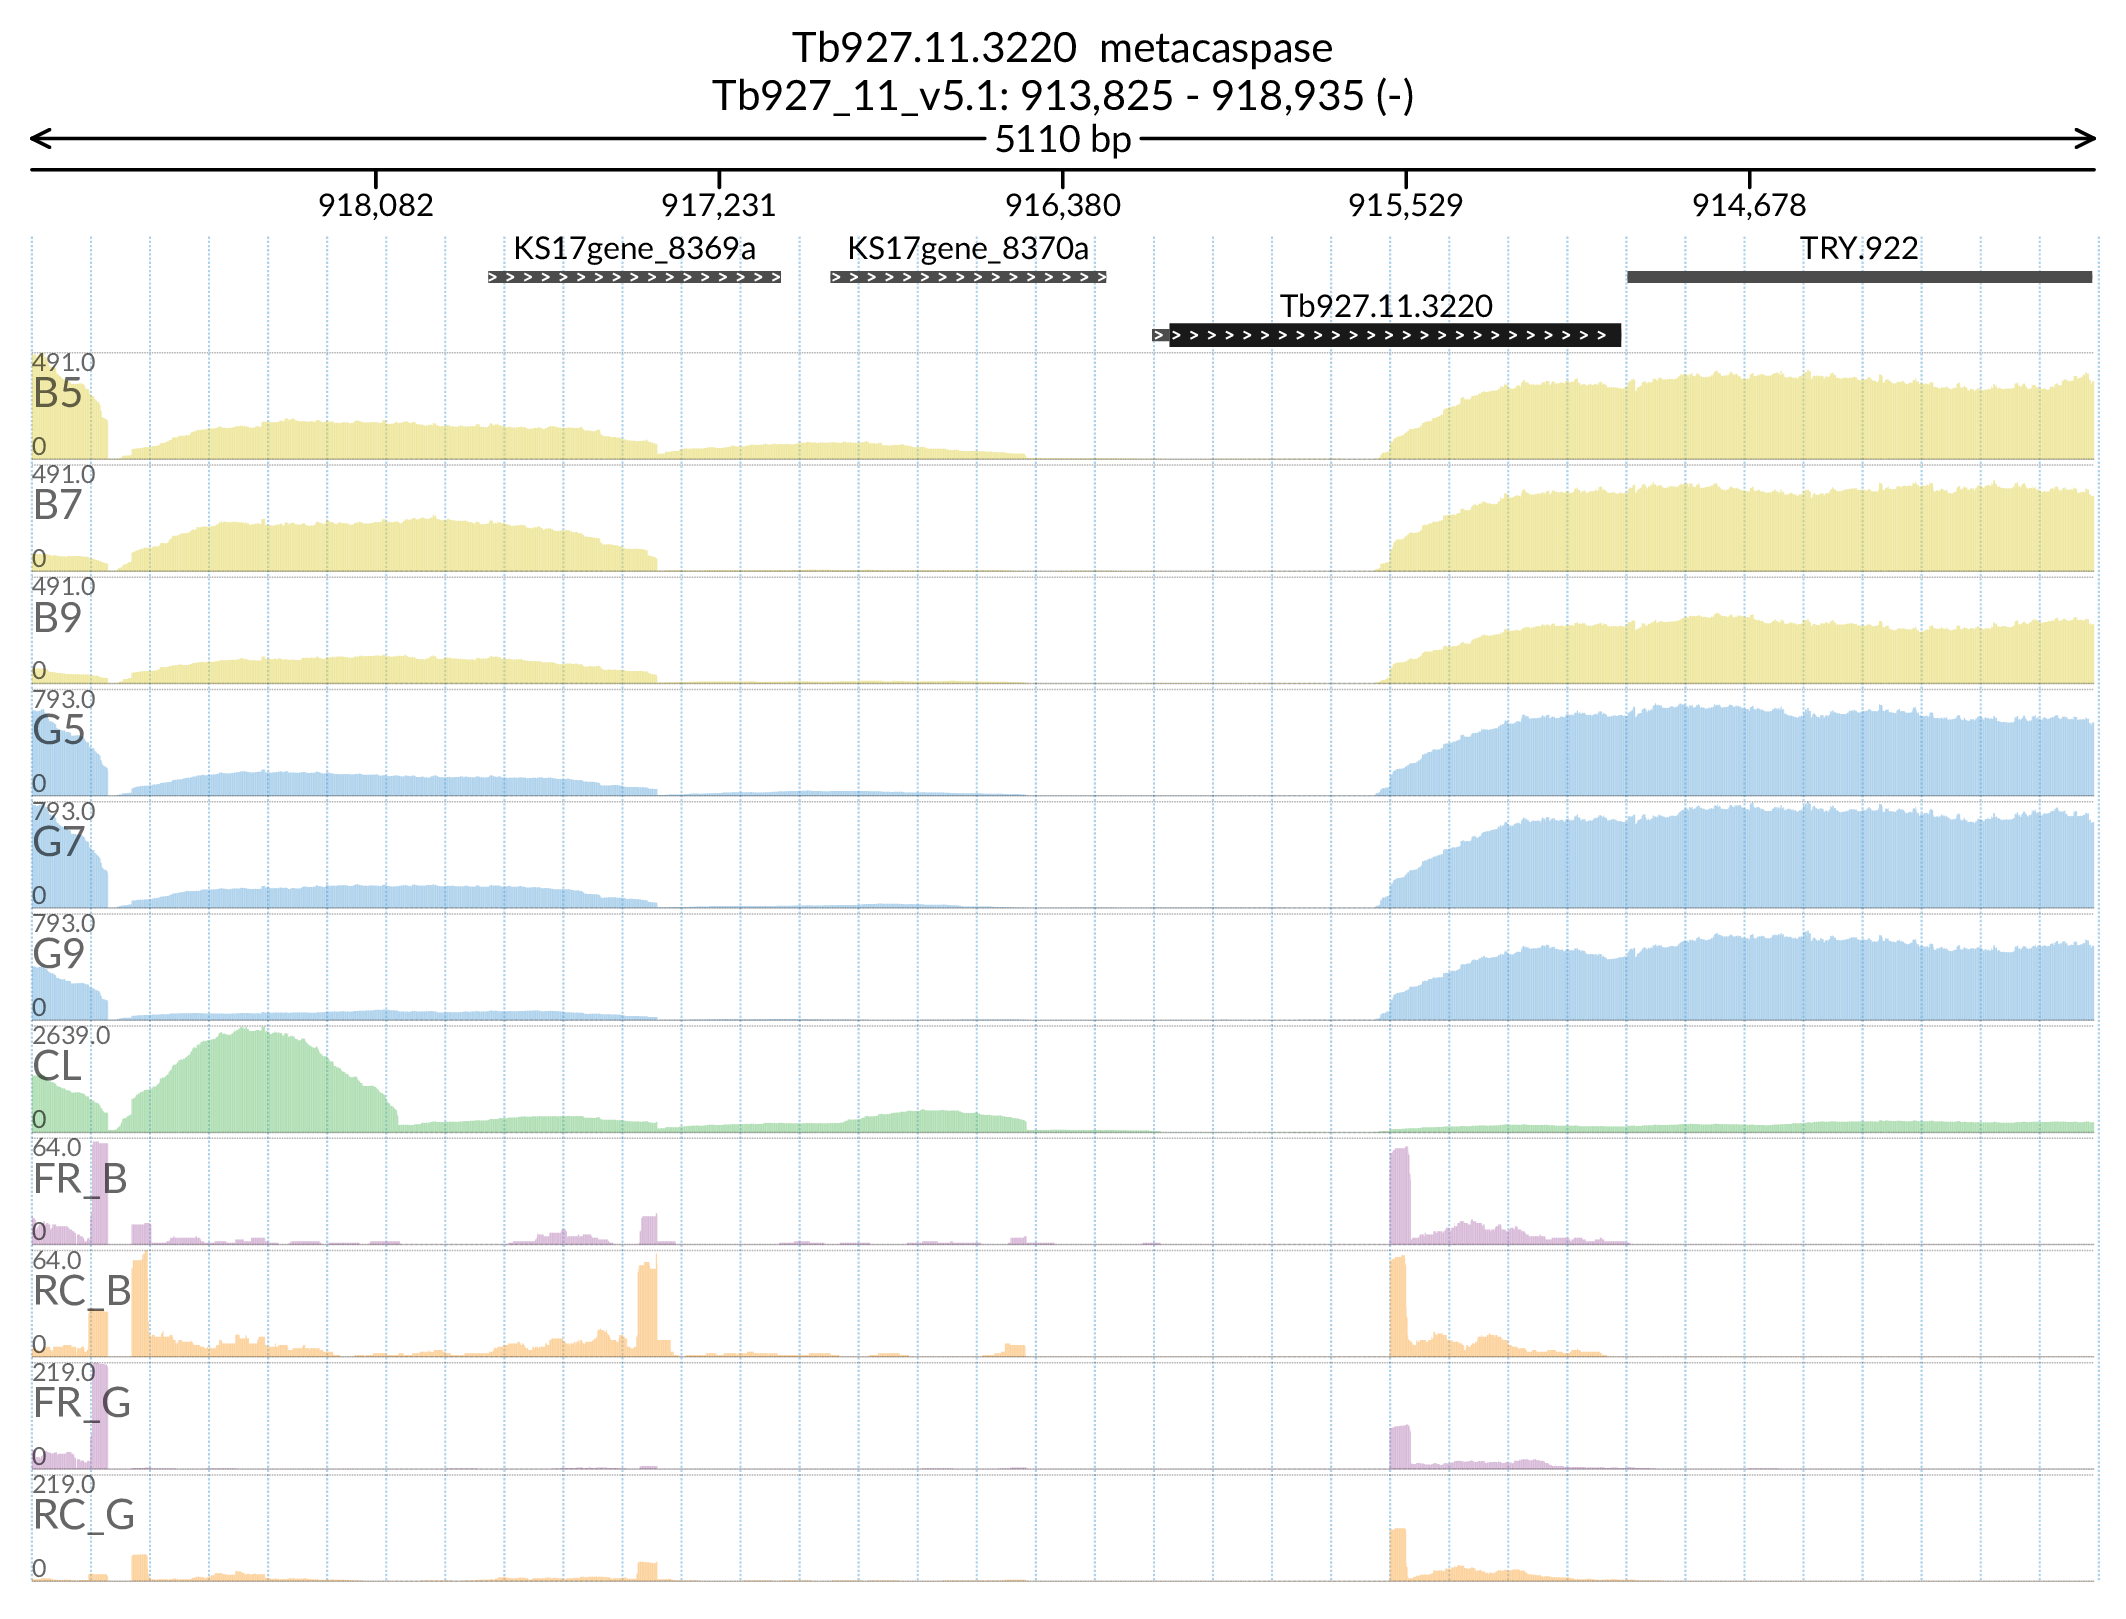 Tb927.11.3220  metacaspase
Tb927_11_v5.1: 913,825 - 918,935 (-)
5110 bp
918,082 917,231 916,380 915,529 914,678
KS17gene_8369a KS17gene_8370a TRY.922
Tb927.11.3220
491.0
B5
0
491.0
B7
0
491.0
B9
0
793.0
G5
0
793.0
G7
0
793.0
G9
0
2639.0
CL
0
64.0
FR_B
0
64.0
RC_B
0
219.0
FR_G
0
219.0
RC_G
0